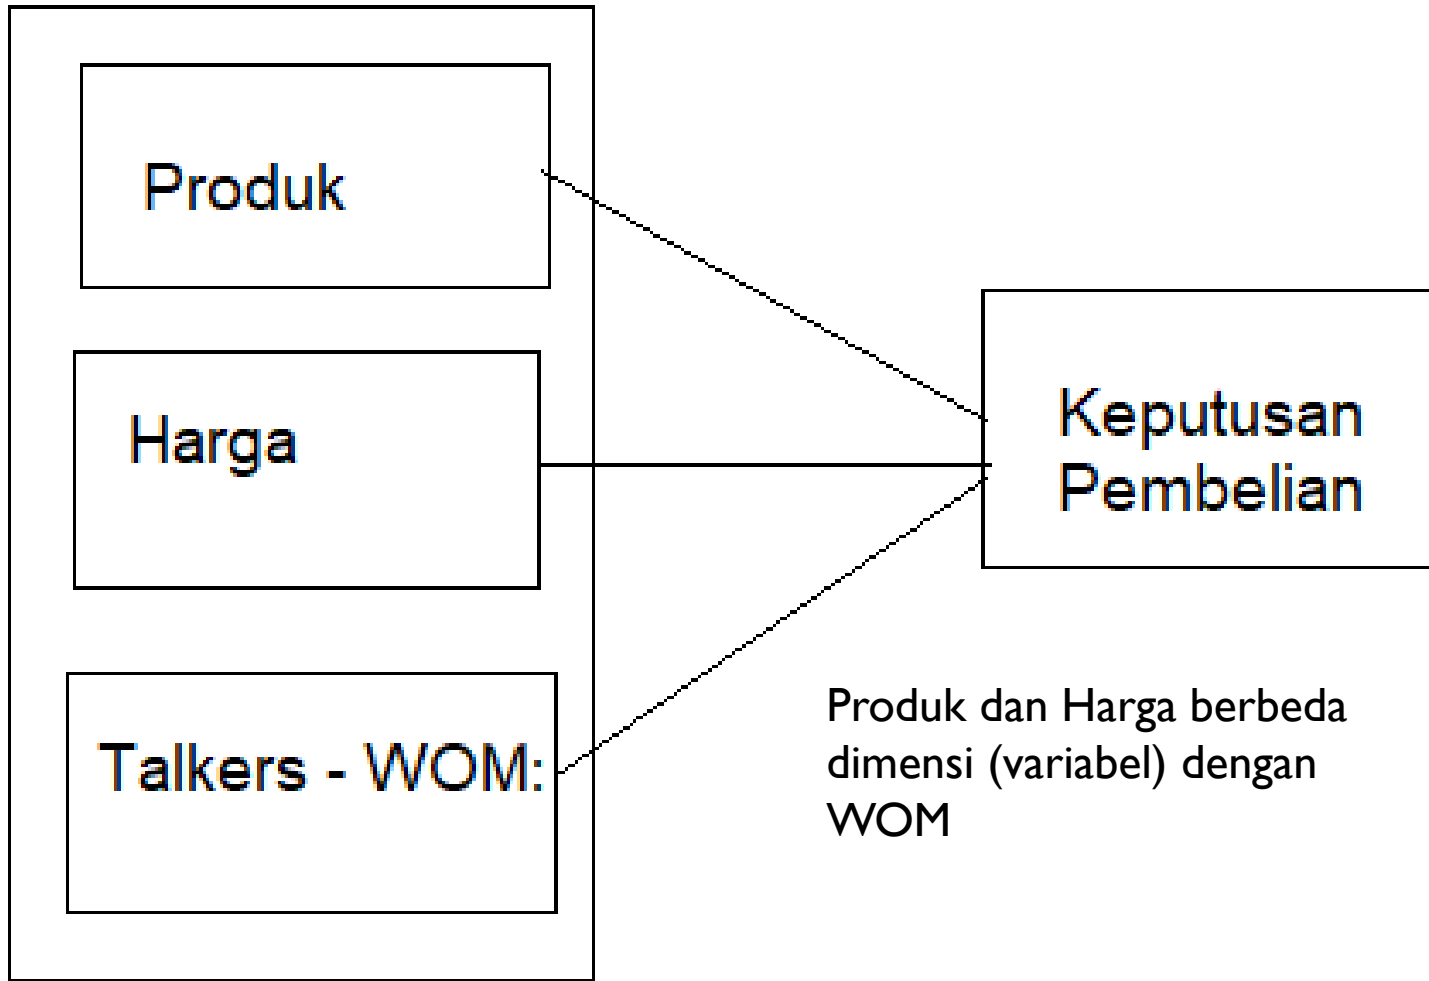 Produk
Harga
Talkers - WOM:
Keputusan
Pembelian
Produk dan Harga berbeda
dimensi (variabel) dengan
WOM